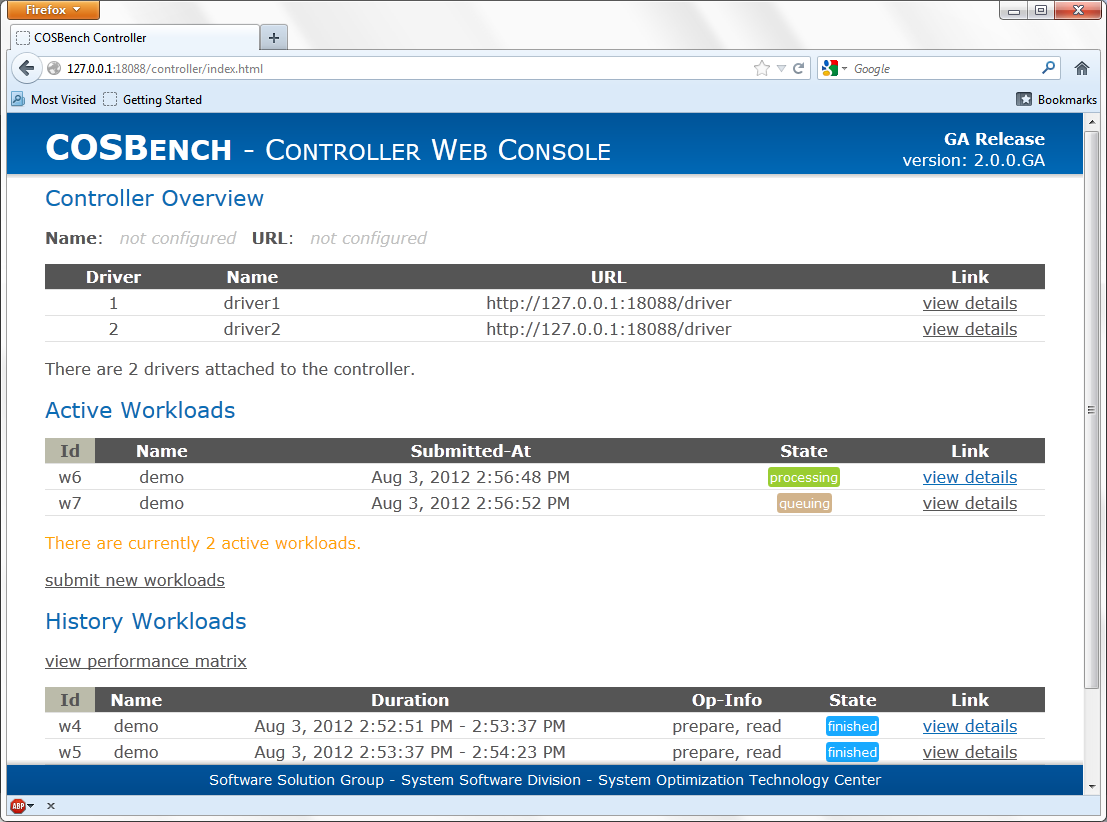 Firefox
COSBench Controller
127.0.0.1:18088/controller/index.html
Google
Most Visited Getting Started Bookmarks
COSBENCH - CONTROLLER WEB CONSOLE
GA Release
version: 2.0.0.GA
Controller Overview
Name: not configured URL: not configured
Driver Name URL Link
1 driver1 http://127.0.0.1:18088/driver view details
2 driver2 http://127.0.0.1:18088/driver view details
There are 2 drivers attached to the controller.
Active Workloads
Id Name Submitted-At State Link
w6 demo Aug 3, 2012 2:56:48 PM processing view details
w7 demo Aug 3, 2012 2:56:52 PM queuing view details
There are currently 2 active workloads.
submit new workloads
History Workloads
view performance matrix
Id Name Duration Op-Info State Link
w4 demo Aug 3, 2012 2:52:51 PM - 2:53:37 PM prepare, read finished view details
w5 demo Aug 3, 2012 2:53:37 PM - 2:54:23 PM prepare, read finished view details
Software Solution Group - System Software Division - System Optimization Technology Center
ABP